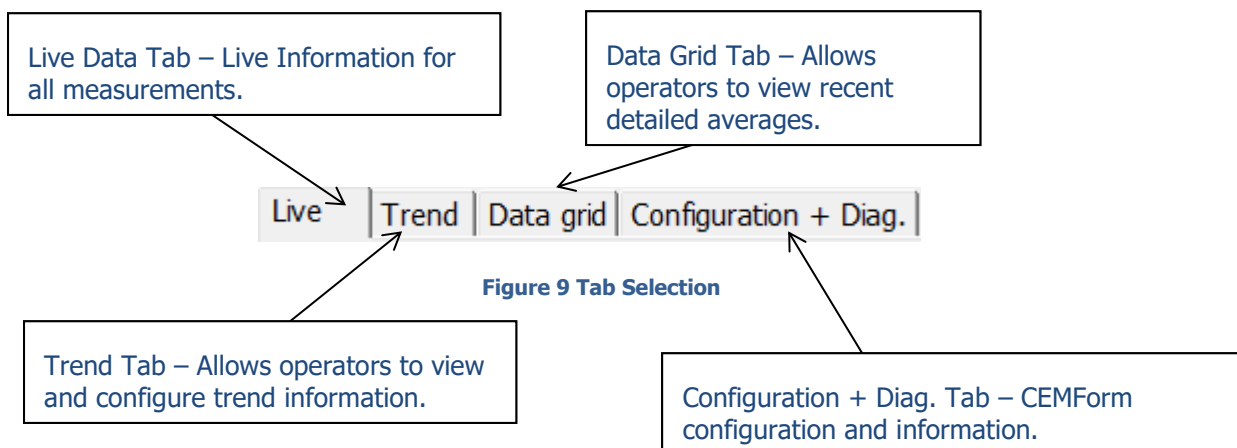 Live Data Tab – Live Information for
all measurements.
Data Grid Tab – Allows
operators to view recent
detailed averages.
Live Trend Data grid Configuration + Diag.
Figure 9 Tab Selection
Trend Tab – Allows operators to view
and configure trend information.
Configuration + Diag. Tab – CEMForm
configuration and information.